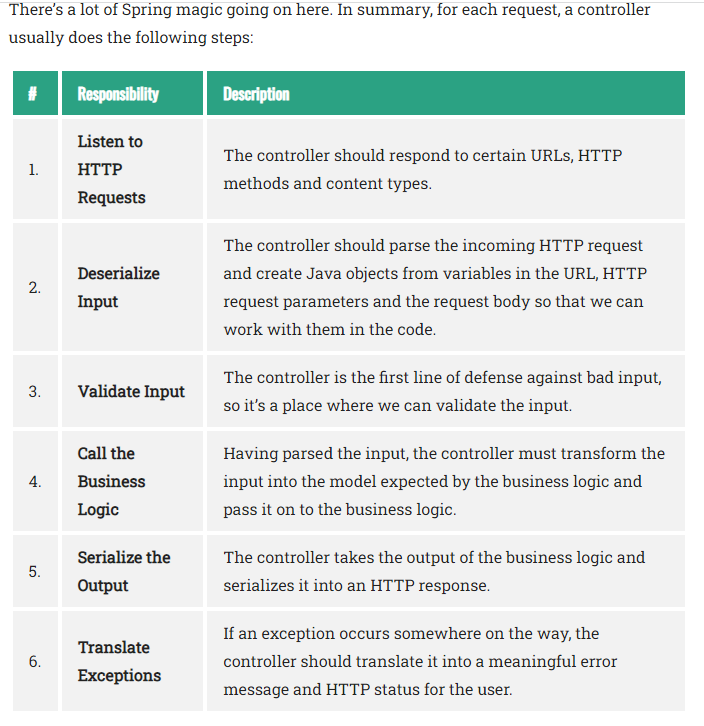 There's a lot of Spring magic going on here. In summary, for each request, a controller
usually does the following steps:
# Responsibility Description
1. Listen to HTTP Requests
The controller should respond to certain URLs, HTTP
methods and content types.
2. Deserialize Input
The controller should parse the incoming HTTP request
and create Java objects from variables in the URL, HTTP
request parameters and the request body so that we can
work with them in the code.
3. Validate Input
The controller is the first line of defense against bad input,
so it's a place where we can validate the input.
4. Call the Business Logic
Having parsed the input, the controller must transform the
input into the model expected by the business logic and
pass it on to the business logic.
5. Serialize the Output
The controller takes the output of the business logic and
serializes it into an HTTP response.
6. Translate Exceptions
If an exception occurs somewhere on the way, the
controller should translate it into a meaningful error
message and HTTP status for the user.